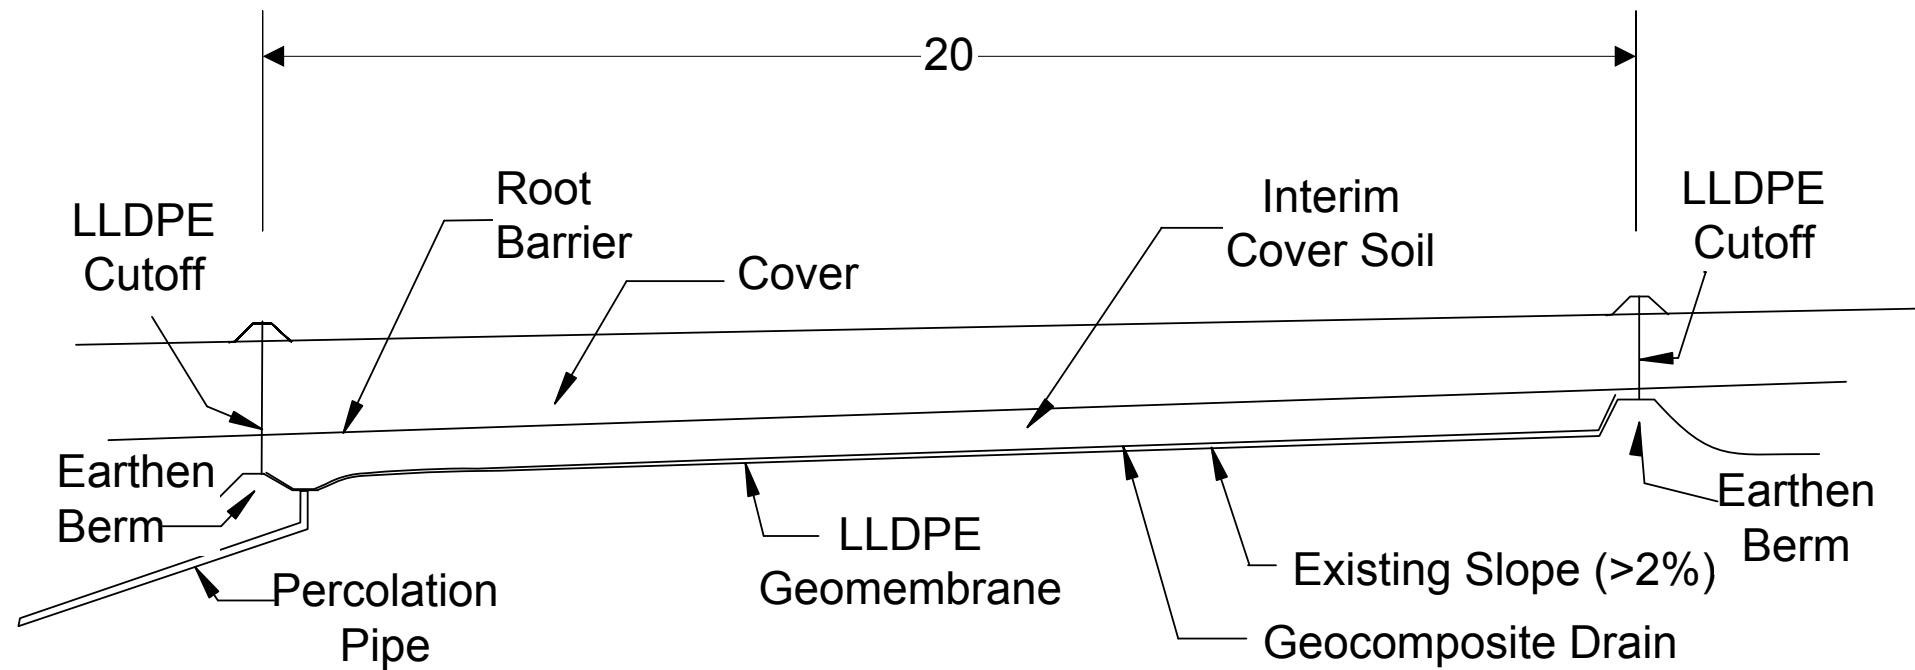 20
LLDPE
Cutoff
Root
Barrier
Cover
Interim
Cover Soil
LLDPE
Cutoff
Earthen
Berm
Percolation
Pipe
LLDPE
Geomembrane
Existing Slope (>2%)
Geocomposite Drain
Earthen
Berm